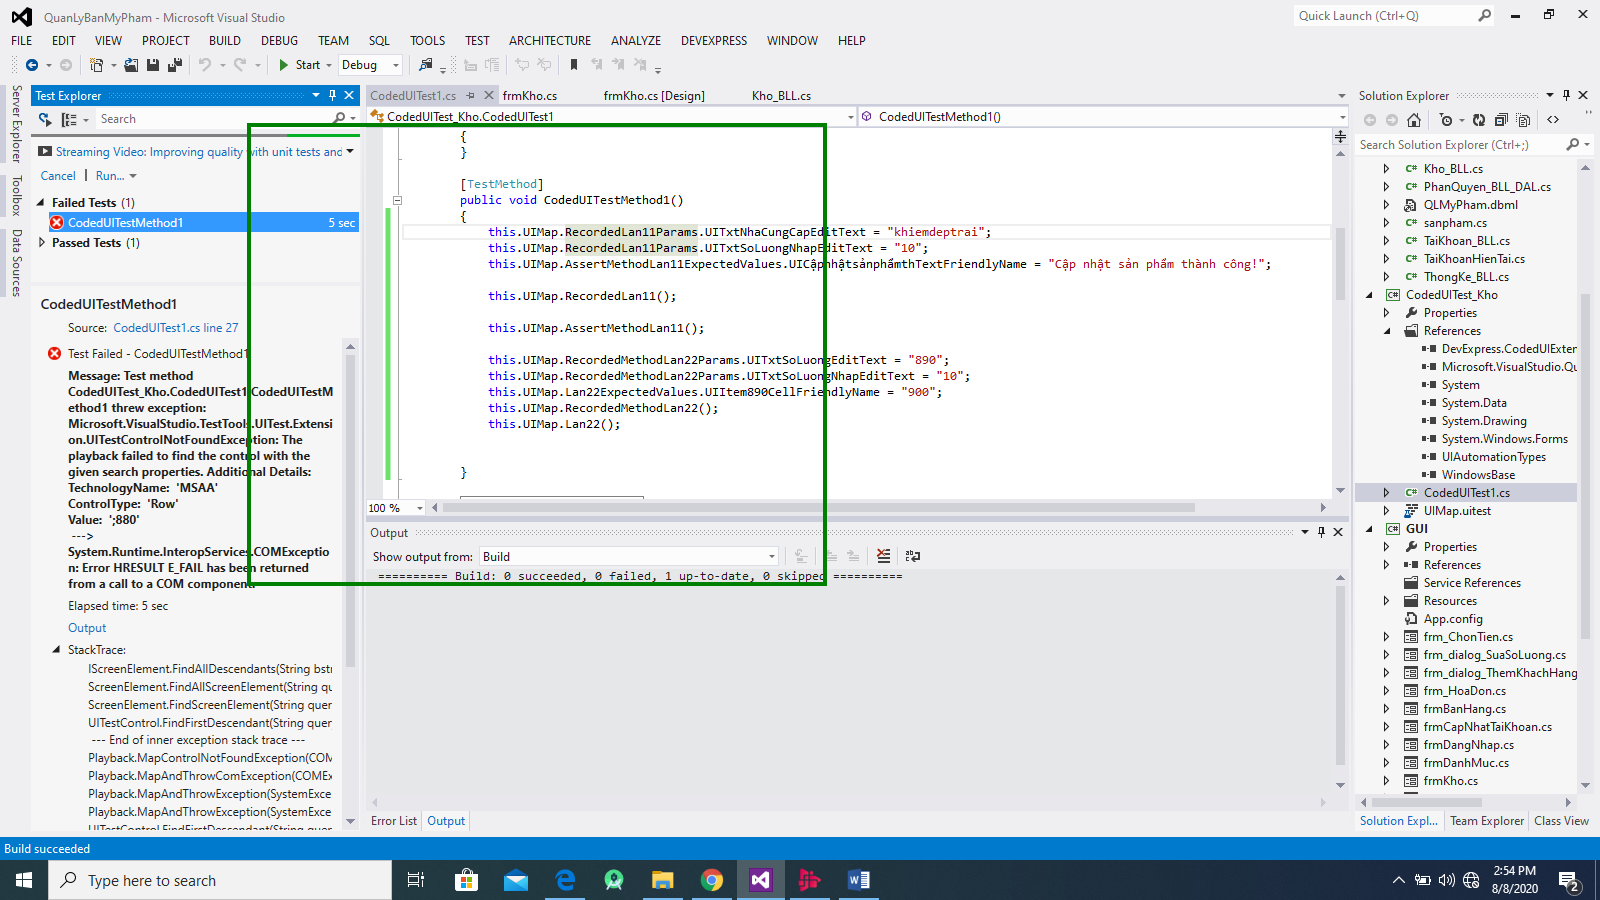 QuanLyBanMyPham - Microsoft Visual Studio
Quick Launch (Ctrl+Q)
FILE EDIT VIEW PROJECT BUILD DEBUG TEAM SQL TOOLS TEST ARCHITECTURE ANALYZE DEVEXPRESS WINDOW HELP
Start Debug
Server Explorer
Toolbox
Data Sources
Test Explorer
Search
Streaming Video: Improving quality with unit tests and
Cancel | Run...
Failed Tests (1)
CodedUITestMethod1 5 sec
Passed Tests (1)
CodedUITestMethod1
Source: CodedUITest1.cs line 27
Test Failed - CodedUITestMethod1
Message: Test method
CodedUITest_Kho.CodedUITest1.CodedUITestM
ethod1 threw exception:
Microsoft.VisualStudio.TestTools.UITest.Extensi
on.UITestControlNotFoundException: The
playback failed to find the control with the
given search properties. Additional Details:
TechnologyName: 'MSAA'
ControlType: 'Row'
Value: ';880'
--->
System.Runtime.InteropServices.COMExceptio
n: Error HRESULT E_FAIL has been returned
from a call to a COM component.
Elapsed time: 5 sec
Output
StackTrace:
IScreenElement.FindAllDescendants(String bstr
ScreenElement.FindAllScreenElement(String qu
ScreenElement.FindScreenElement(String quer
UITestControl.FindFirstDescendant(String quer
--- End of inner exception stack trace ---
Playback.MapControlNotFoundException(COM
Playback.MapAndThrowComException(COMEx
Playback.MapAndThrowException(SystemExce
Playback.MapAndThrowException(SystemExce
UITestControl.FindFirstDescendant(String quer
CodedUITest1.cs frmKho.cs frmKho.cs [Design] Kho_BLL.cs
CodedUITest_Kho.CodedUITest1 CodedUITestMethod1()
{
}
[TestMethod]
public void CodedUITestMethod1()
{
this.UIMap.RecordedLan11Params.UITxtNhaCungCapEditText = "khiemdeptrai";
this.UIMap.RecordedLan11Params.UITxtSoLuongNhapEditText = "10";
this.UIMap.AssertMethodLan11ExpectedValues.UICậpnhậtsảnphẩmthTextFriendlyName = "Cập nhật sản phẩm thành công!";
this.UIMap.RecordedLan11();
this.UIMap.AssertMethodLan11();
this.UIMap.RecordedMethodLan22Params.UITxtSoLuongEditText = "890";
this.UIMap.RecordedMethodLan22Params.UITxtSoLuongNhapEditText = "10";
this.UIMap.Lan22ExpectedValues.UIItem890CellFriendlyName = "900";
this.UIMap.RecordedMethodLan22();
this.UIMap.Lan22();
}
100 %
Output
Show output from: Build
========== Build: 0 succeeded, 0 failed, 1 up-to-date, 0 skipped ==========
Error List Output
Solution Explorer
Search Solution Explorer (Ctrl+;)
Kho_BLL.cs
PhanQuyen_BLL_DAL.cs
QLMyPham.dbml
sanpham.cs
TaiKhoan_BLL.cs
TaiKhoanHienTai.cs
ThongKe_BLL.cs
CodedUITest_Kho
Properties
References
DevExpress.CodedUIExten
Microsoft.VisualStudio.Qu
System
System.Data
System.Drawing
System.Windows.Forms
UIAutomationTypes
WindowsBase
CodedUITest1.cs
UIMap.uitest
GUI
Properties
References
Service References
Resources
App.config
frm_ChonTien.cs
frm_dialog_SuaSoLuong.cs
frm_dialog_ThemKhachHang
frm_HoaDon.cs
frmBanHang.cs
frmCapNhatTaiKhoan.cs
frmDangNhap.cs
frmDanhMuc.cs
frmKho.cs
Solution Expl... Team Explorer Class View
Build succeeded
Type here to search
2:54 PM
8/8/2020
2